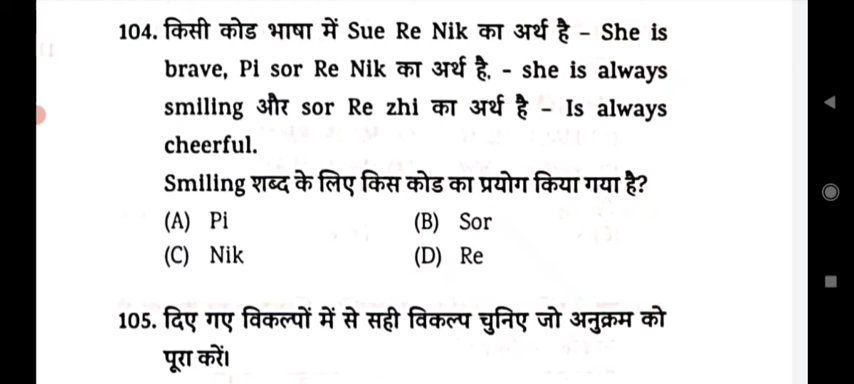 104. किसी कोड भाषा में Sue Re Nik का अर्थ है – She is
brave, Pi sor Re Nik का अर्थ है, - she is always
smiling और sor Re zhi का अर्थ है – Is always
cheerful.
Smiling शब्द के लिए किस कोड का प्रयोग किया गया है?
(A) Pi (B) Sor
(C) Nik (D) Re
105. दिए गए विकल्पों में से सही विकल्प चुनिए जो अनुक्रम को
पूरा करें।